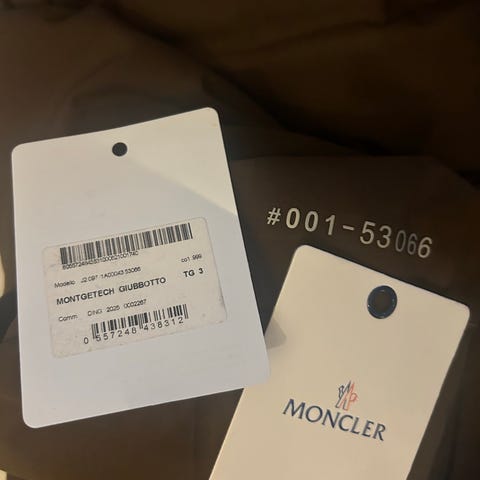 #001-53066
Modello J2 097 1A00043 53066 col 999
MONTGETECH GIUBBOTTO TG 3
Comm DING 2025 0002267
0 557248 438312
MONCLER